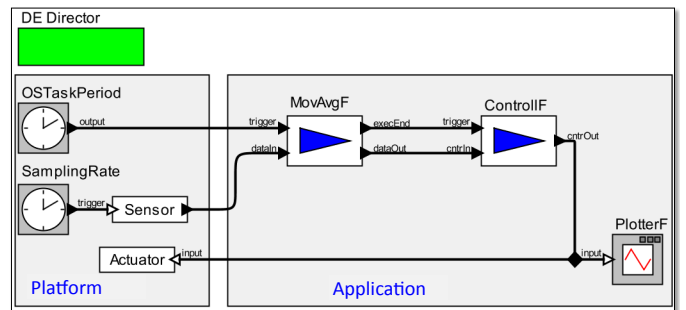 DE Director
OSTaskPeriod
output
SamplingRate
trigger
Sensor
Actuator
input
Platform
MovAvgF
trigger
dataIn
execEnd
dataOut
ControllF
trigger
cntrIn
cntrOut
PlotterF
input
Application